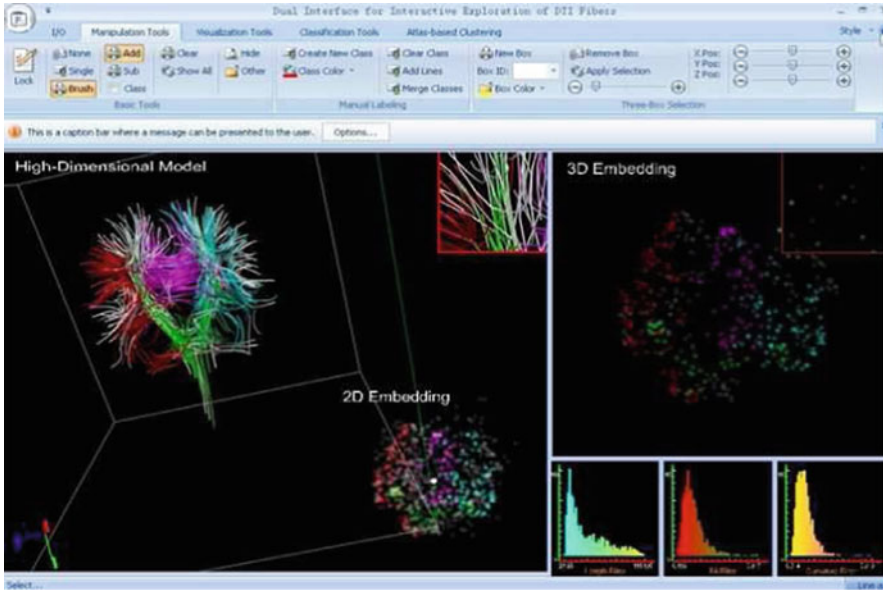 Dual Interface for Interactive Exploration of DTI Fibers
I/O Manipulation Tools Visualization Tools Classification Tools Atlas-based Clustering Style
Lock
None Add Clear Hide Create New Class Clear Class New Box Remove Box X Pos:
Single Sub Show All Other Class Color Add Lines Box ID: Apply Selection Y Pos:
Brush Class Merge Classes Box Color Z Pos:
Basic Tools Manual Labeling Three-Box Selection
This is a caption bar where a message can be presented to the user. Options...
High-Dimensional Model
3D Embedding
2D Embedding
Select...